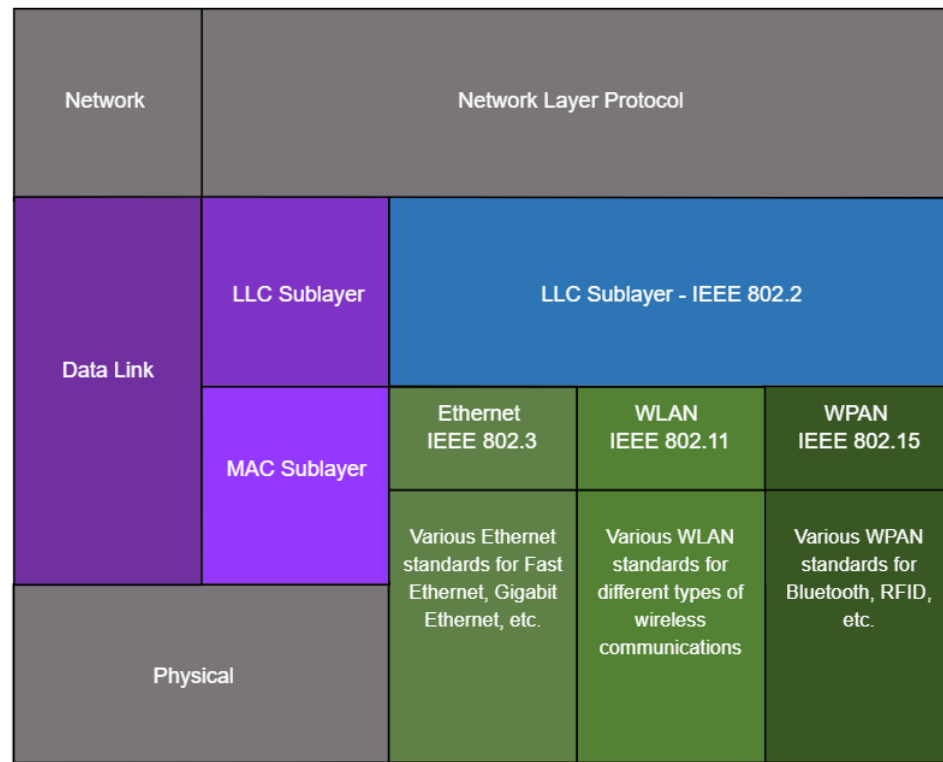 Network
Network Layer Protocol
Data Link
LLC Sublayer
LLC Sublayer - IEEE 802.2
MAC Sublayer
Ethernet
IEEE 802.3
WLAN
IEEE 802.11
WPAN
IEEE 802.15
Various Ethernet
standards for Fast
Ethernet, Gigabit
Ethernet, etc.
Various WLAN
standards for
different types of
wireless
communications
Various WPAN
standards for
Bluetooth, RFID,
etc.
Physical